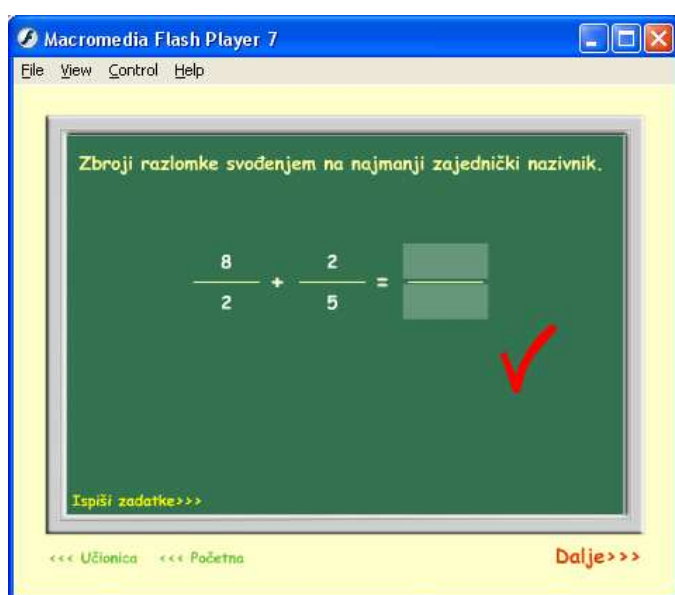 Macromedia Flash Player 7
File View Control Help
Zbroji razlomke svođenjem na najmanji zajednički nazivnik.
8 2
+ =
2 5
Ispiši zadatke>>>
<<< Učionica <<< Početna Dalje>>>